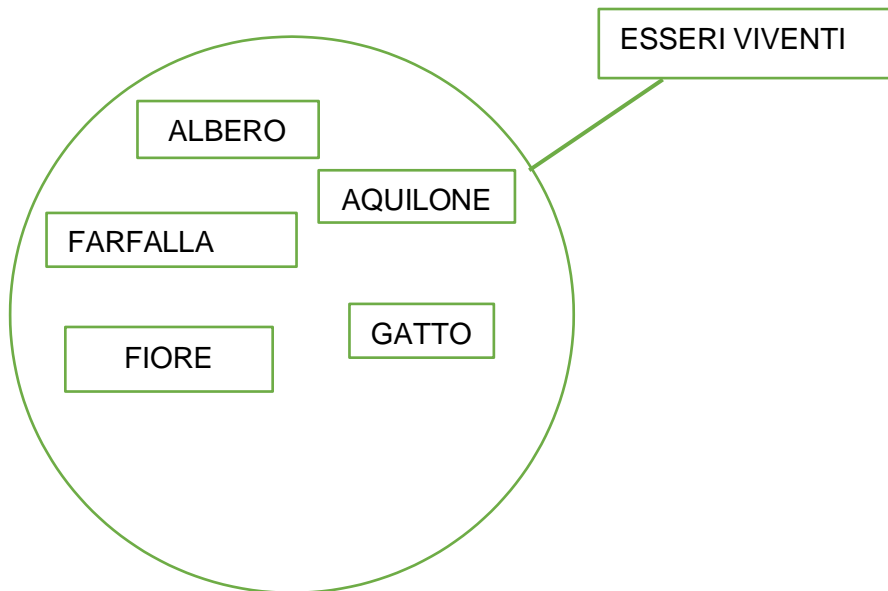 ESSERI VIVENTI
ALBERO
AQUILONE
FARFALLA
GATTO
FIORE